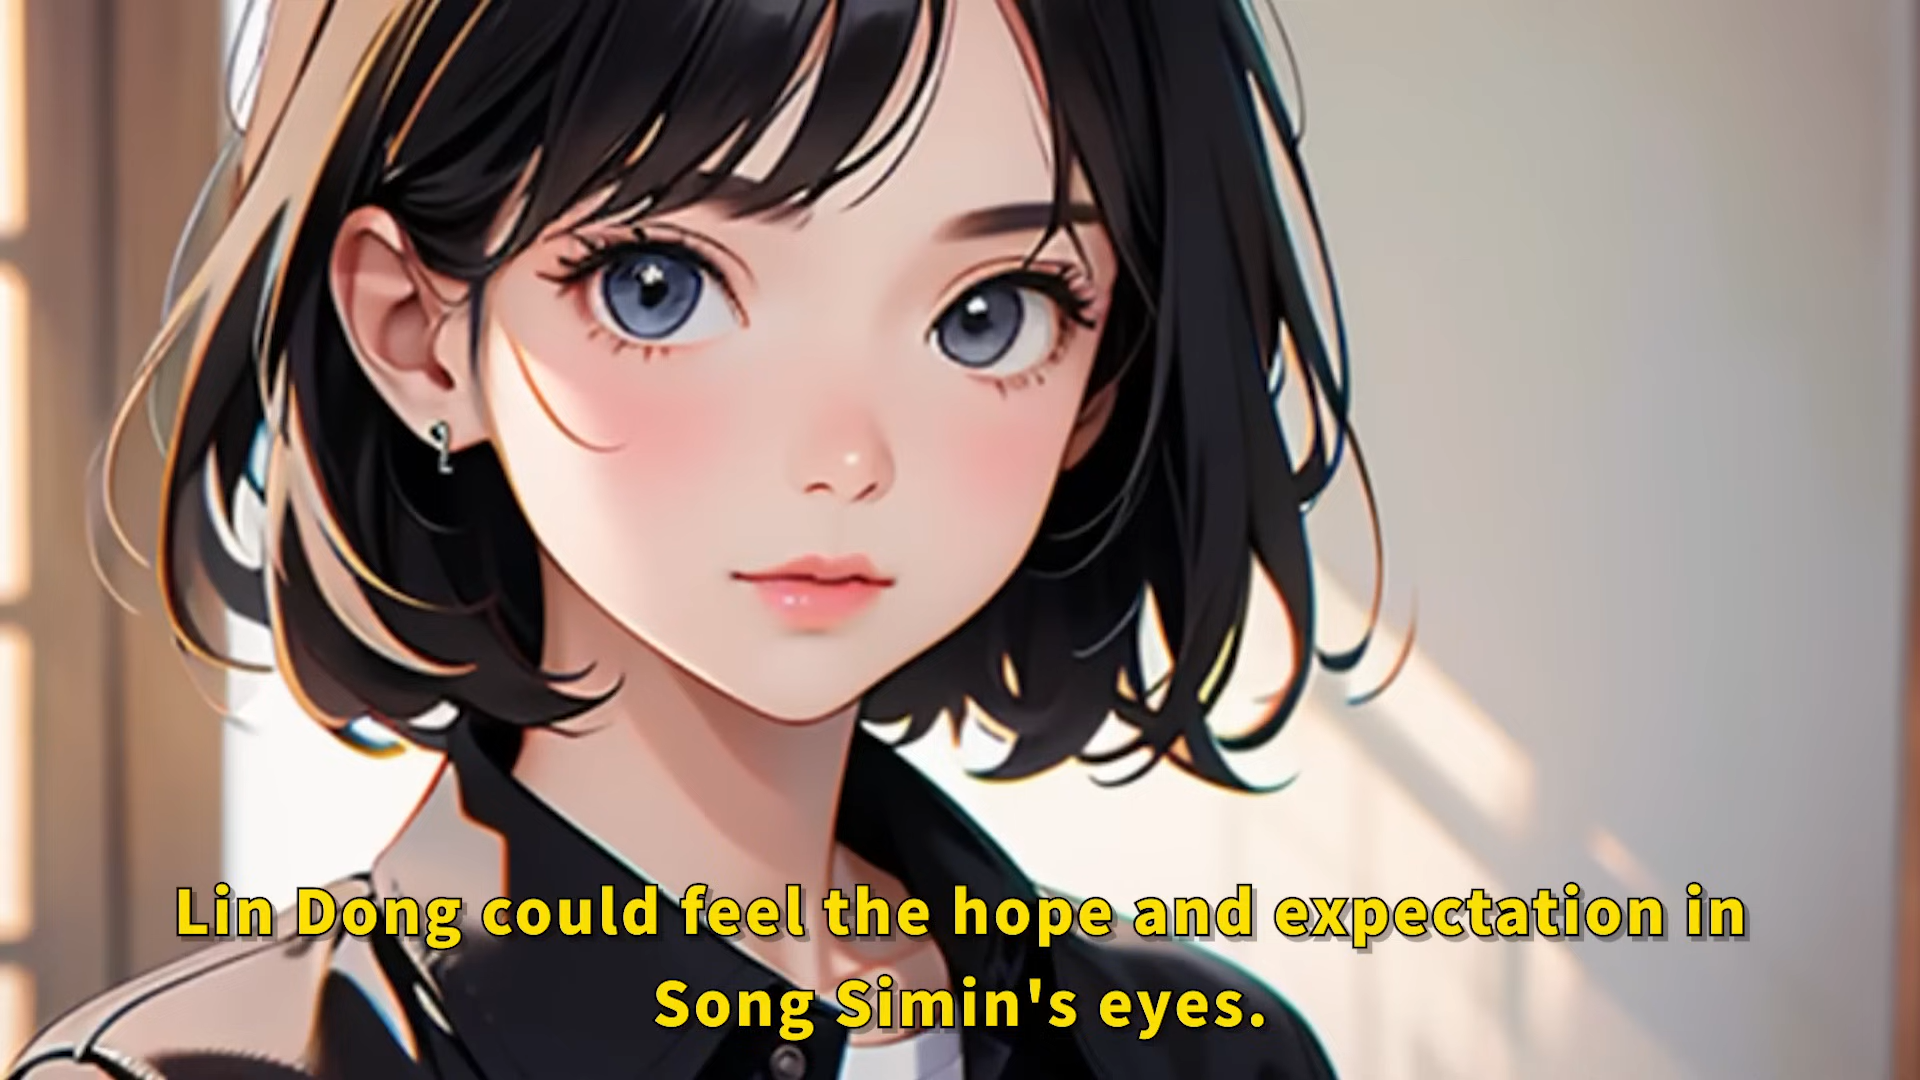 Lin Dong could feel the hope and expectation in
Song Simin's eyes.